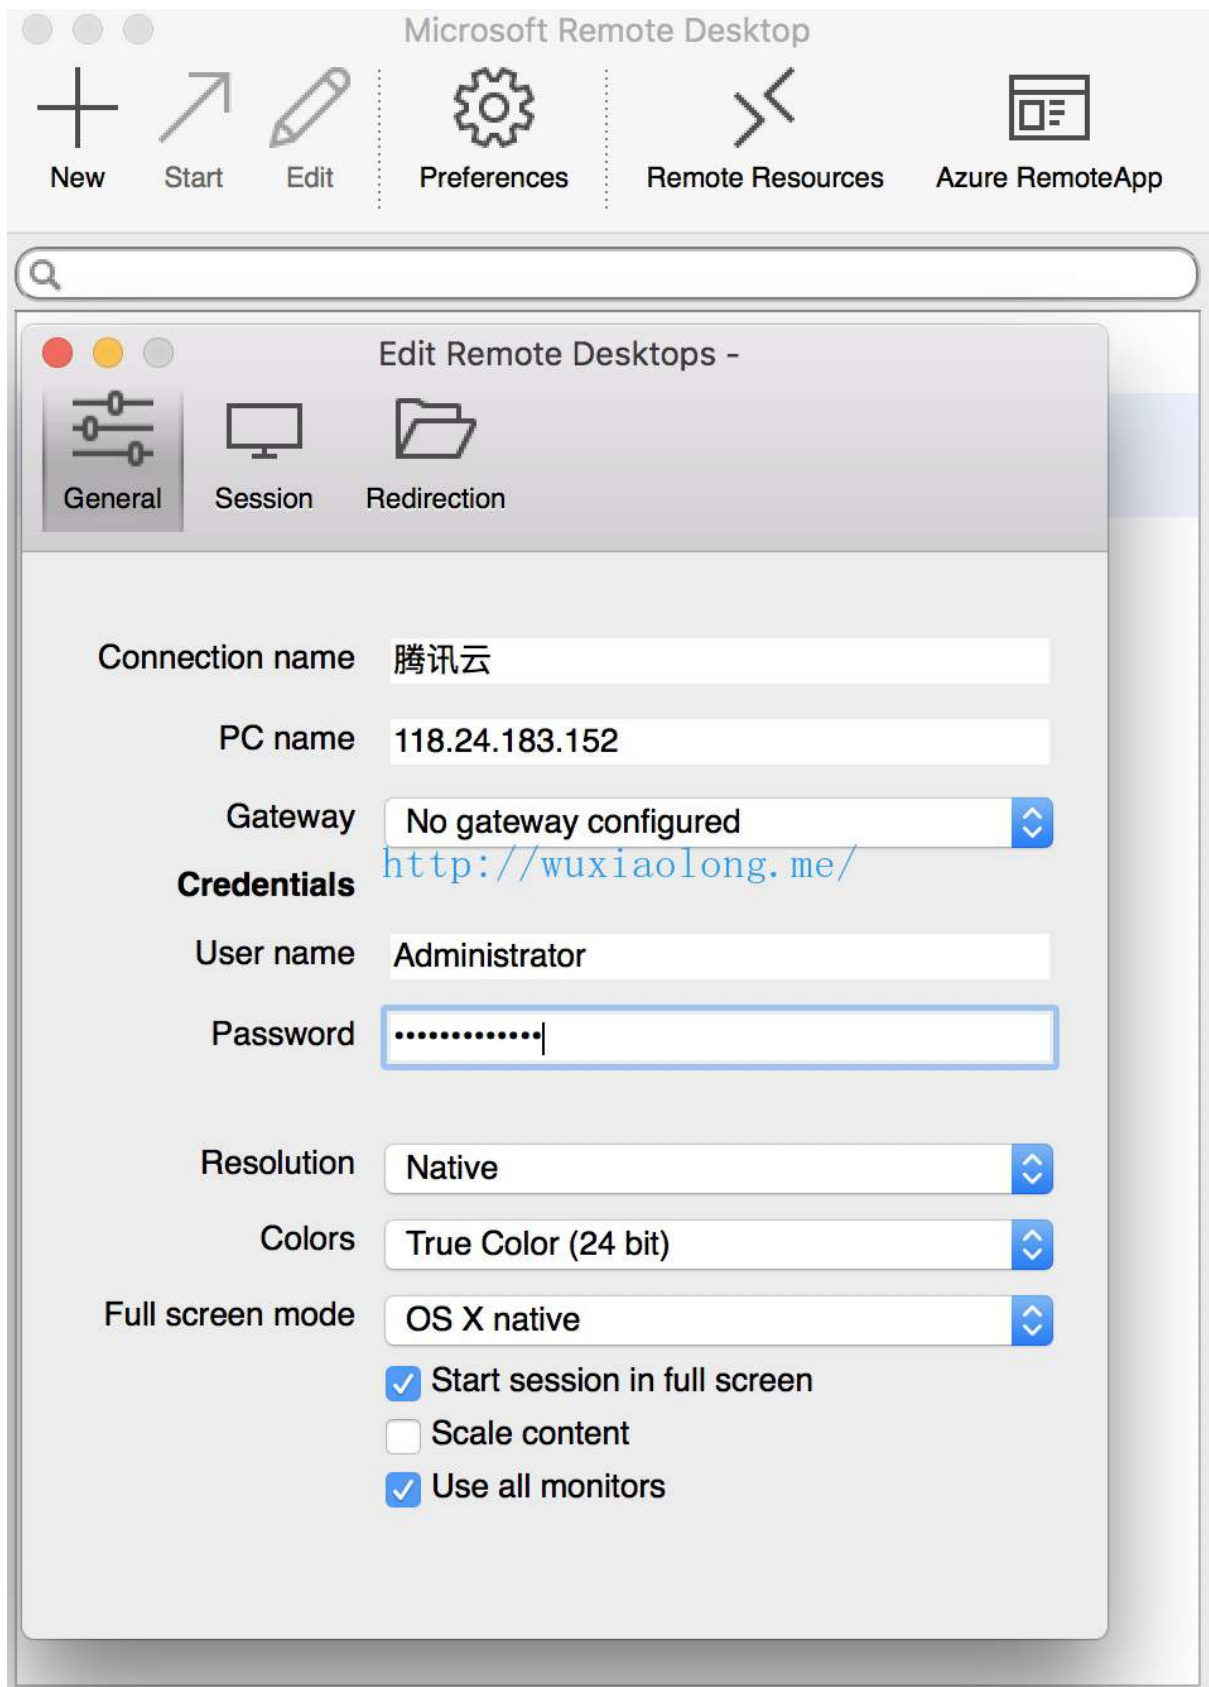 Microsoft Remote Desktop
New Start Edit Preferences Remote Resources Azure RemoteApp
Edit Remote Desktops -
General Session Redirection
Connection name 腾讯云
PC name 118.24.183.152
Gateway No gateway configured
http://wuxiaolong.me/
Credentials
User name Administrator
Password •••••••••••••
Resolution Native
Colors True Color (24 bit)
Full screen mode OS X native
Start session in full screen
Scale content
Use all monitors